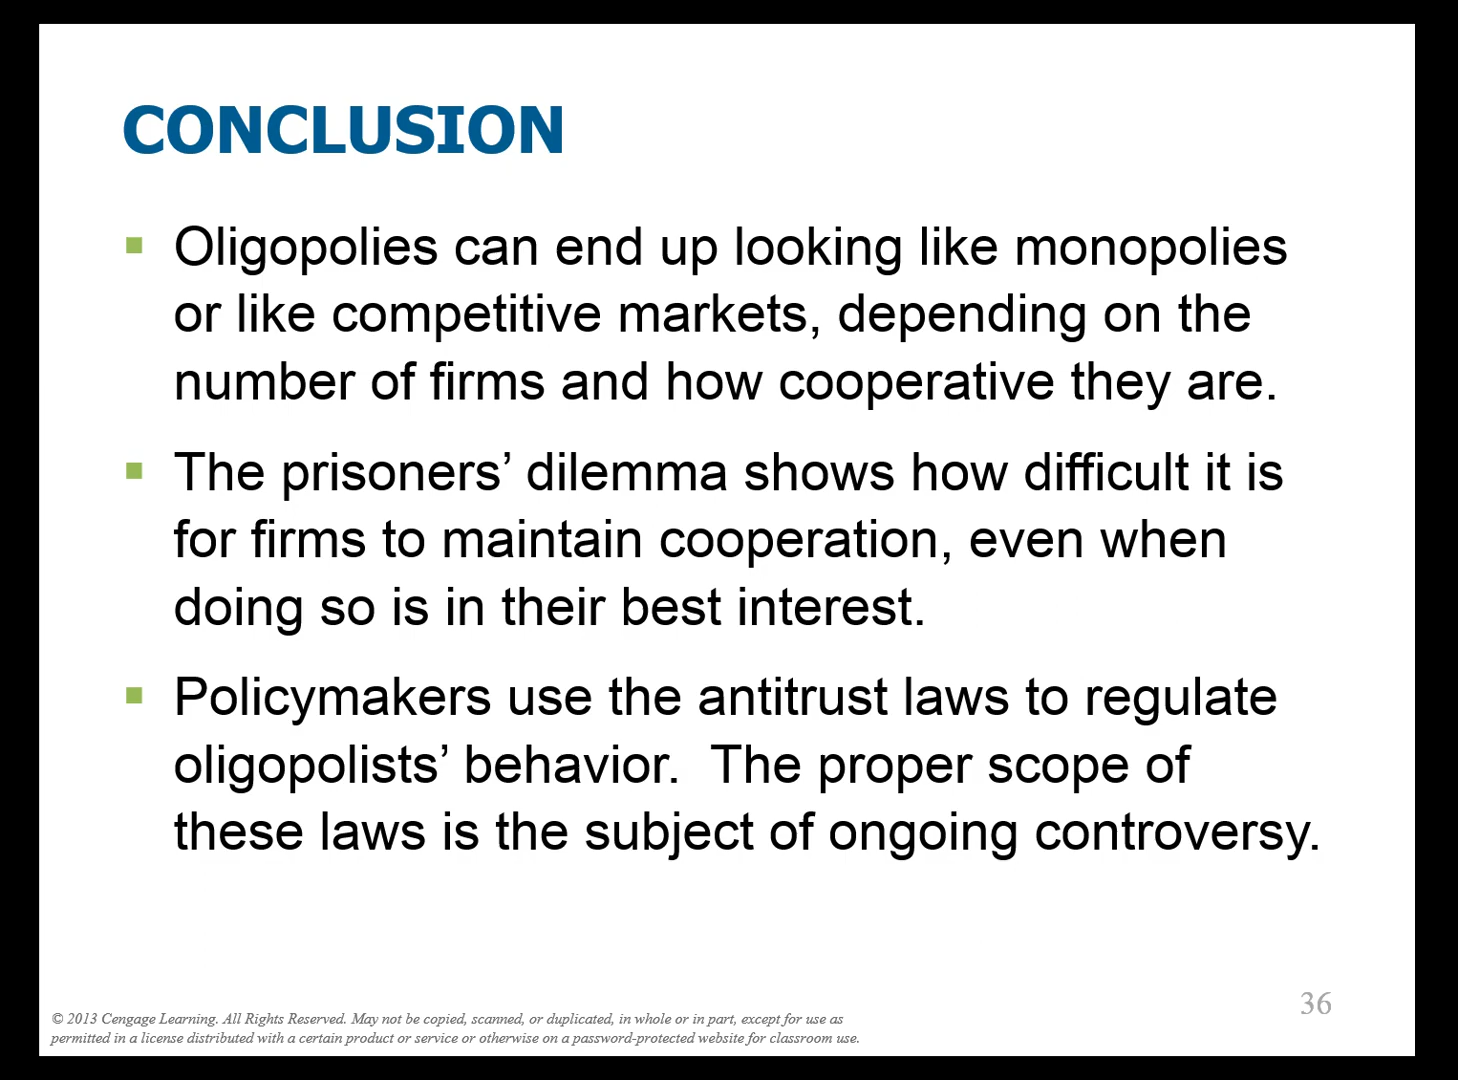 CONCLUSION
▪ Oligopolies can end up looking like monopolies
or like competitive markets, depending on the
number of firms and how cooperative they are.
▪ The prisoners’ dilemma shows how difficult it is
for firms to maintain cooperation, even when
doing so is in their best interest.
▪ Policymakers use the antitrust laws to regulate
oligopolists’ behavior.  The proper scope of
these laws is the subject of ongoing controversy.
© 2013 Cengage Learning. All Rights Reserved. May not be copied, scanned, or duplicated, in whole or in part, except for use as
permitted in a license distributed with a certain product or service or otherwise on a password-protected website for classroom use.
36